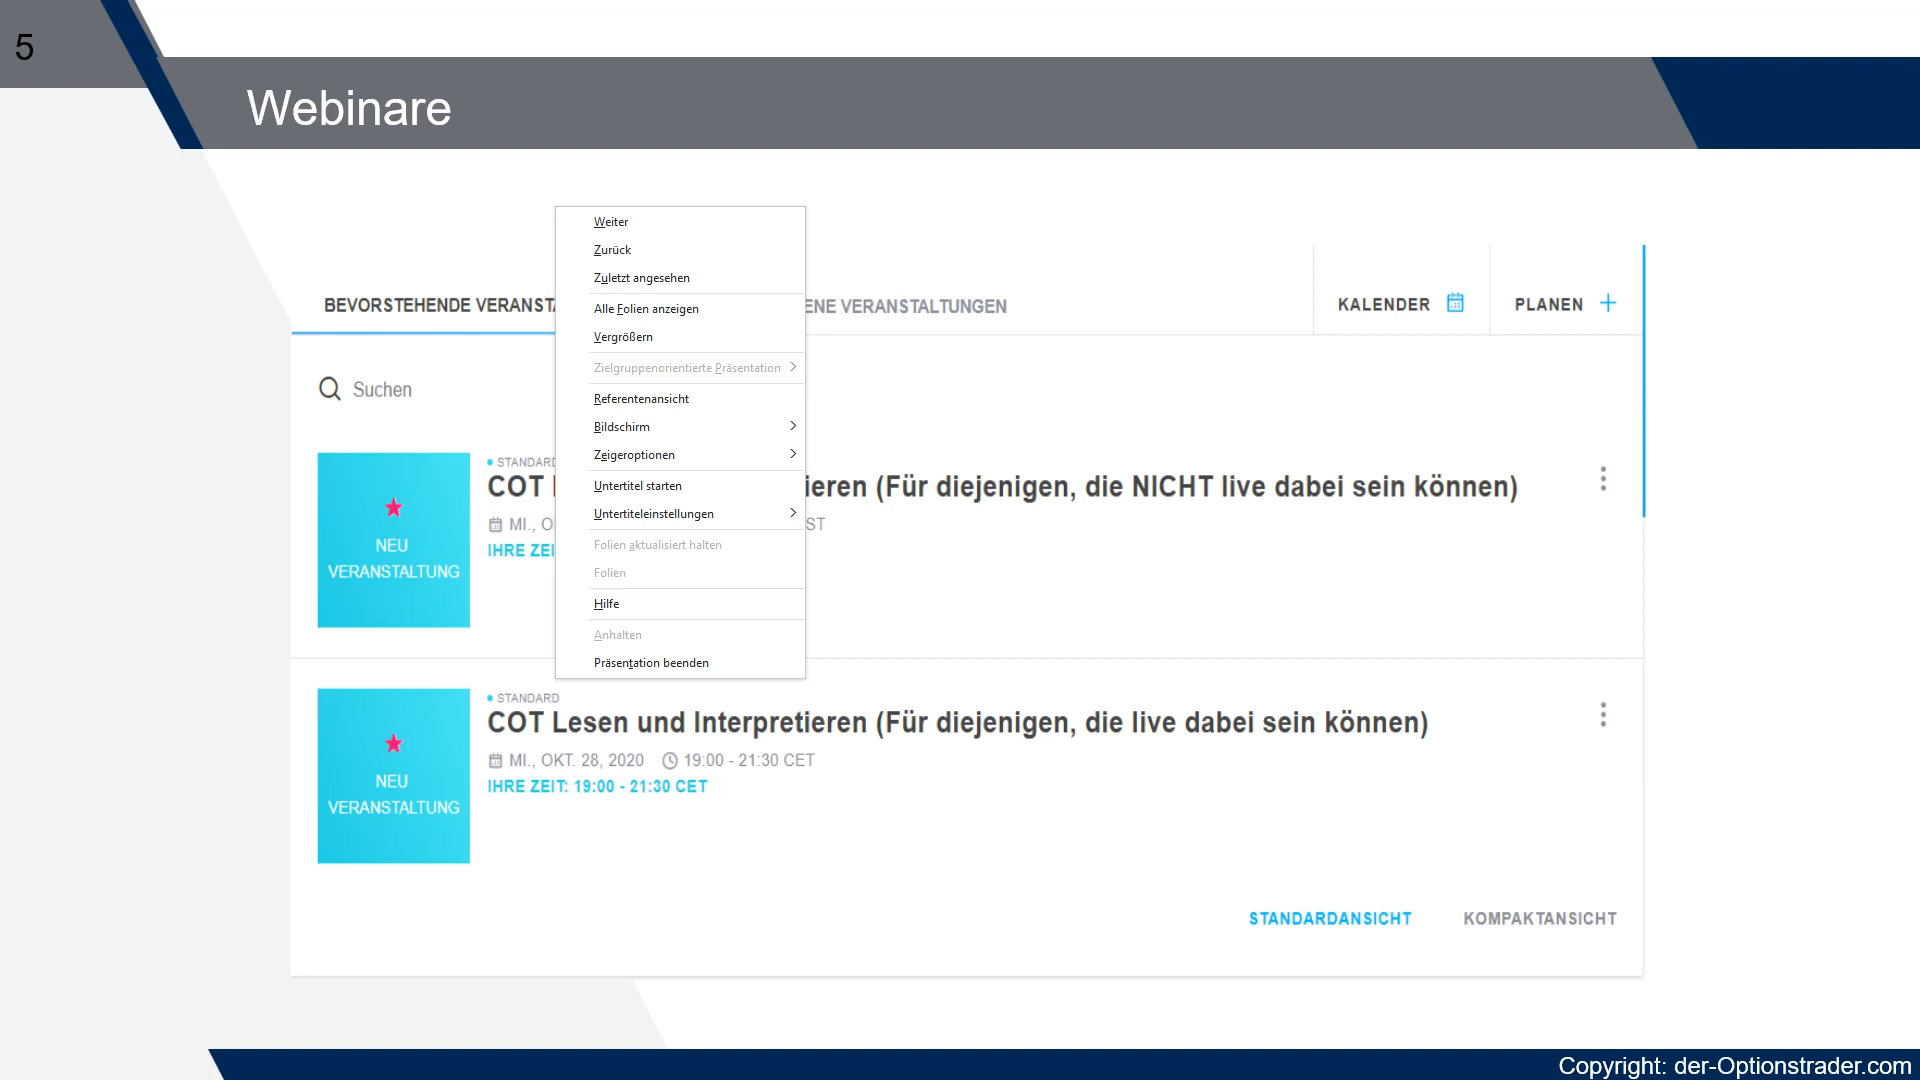 5
Webinare
Weiter
Zurück
Zuletzt angesehen
Alle Folien anzeigen
Vergrößern
Zielgruppenorientierte Präsentation
Referentenansicht
Bildschirm
Zeigeroptionen
Untertitel starten
Untertiteleinstellungen
Folien aktualisiert halten
Folien
Hilfe
Anhalten
Präsentation beenden
BEVORSTEHENDE VERANSTA ENE VERANSTALTUNGEN
KALENDER
PLANEN
Suchen
NEU
VERANSTALTUNG
STANDARD
COT ieren (Für diejenigen, die NICHT live dabei sein können)
MI., O ST
IHRE ZEI
NEU
VERANSTALTUNG
STANDARD
COT Lesen und Interpretieren (Für diejenigen, die live dabei sein können)
MI., OKT. 28, 2020 19:00 - 21:30 CET
IHRE ZEIT: 19:00 - 21:30 CET
STANDARDANSICHT KOMPAKTANSICHT
Copyright: der-Optionstrader.com